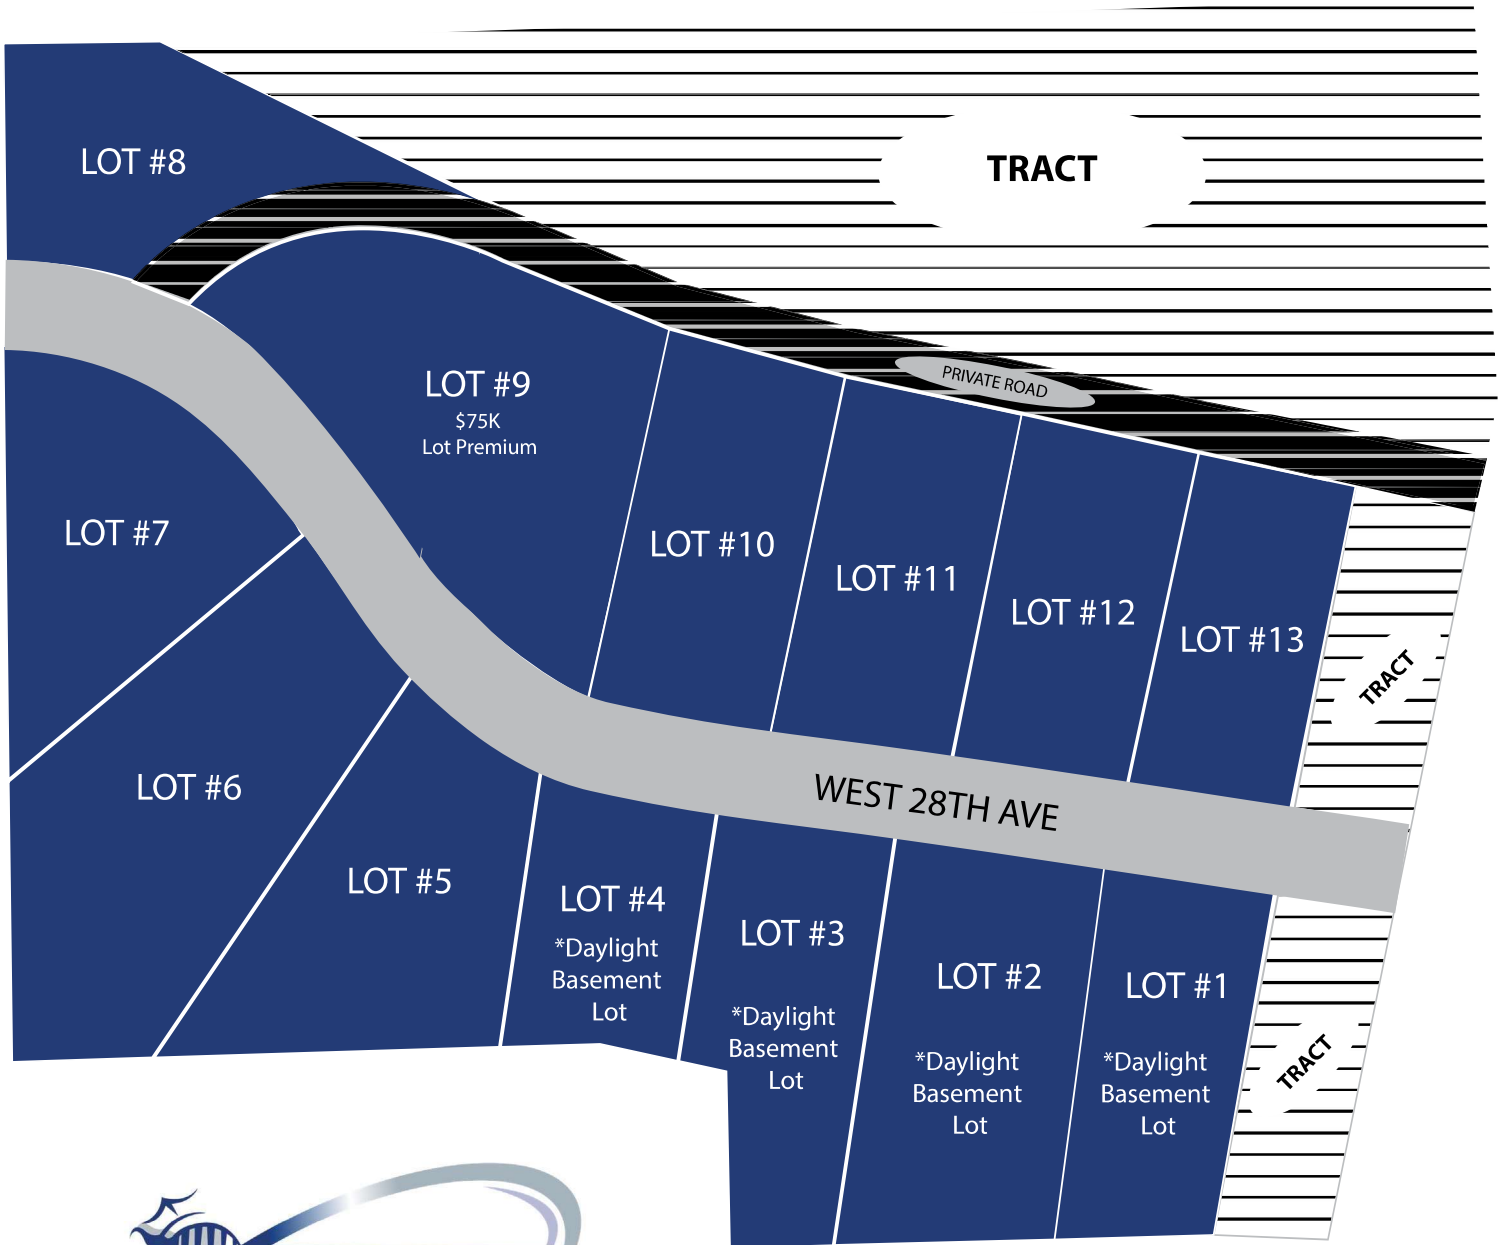 LOT #8
TRACT
PRIVATE ROAD
LOT #9
$75K
Lot Premium
LOT #7
LOT #10
LOT #11
LOT #12
LOT #13
TRACT
LOT #6
WEST 28TH AVE
LOT #5
LOT #4
*Daylight
Basement
Lot
LOT #3
*Daylight
Basement
Lot
LOT #2
*Daylight
Basement
Lot
LOT #1
*Daylight
Basement
Lot
TRACT